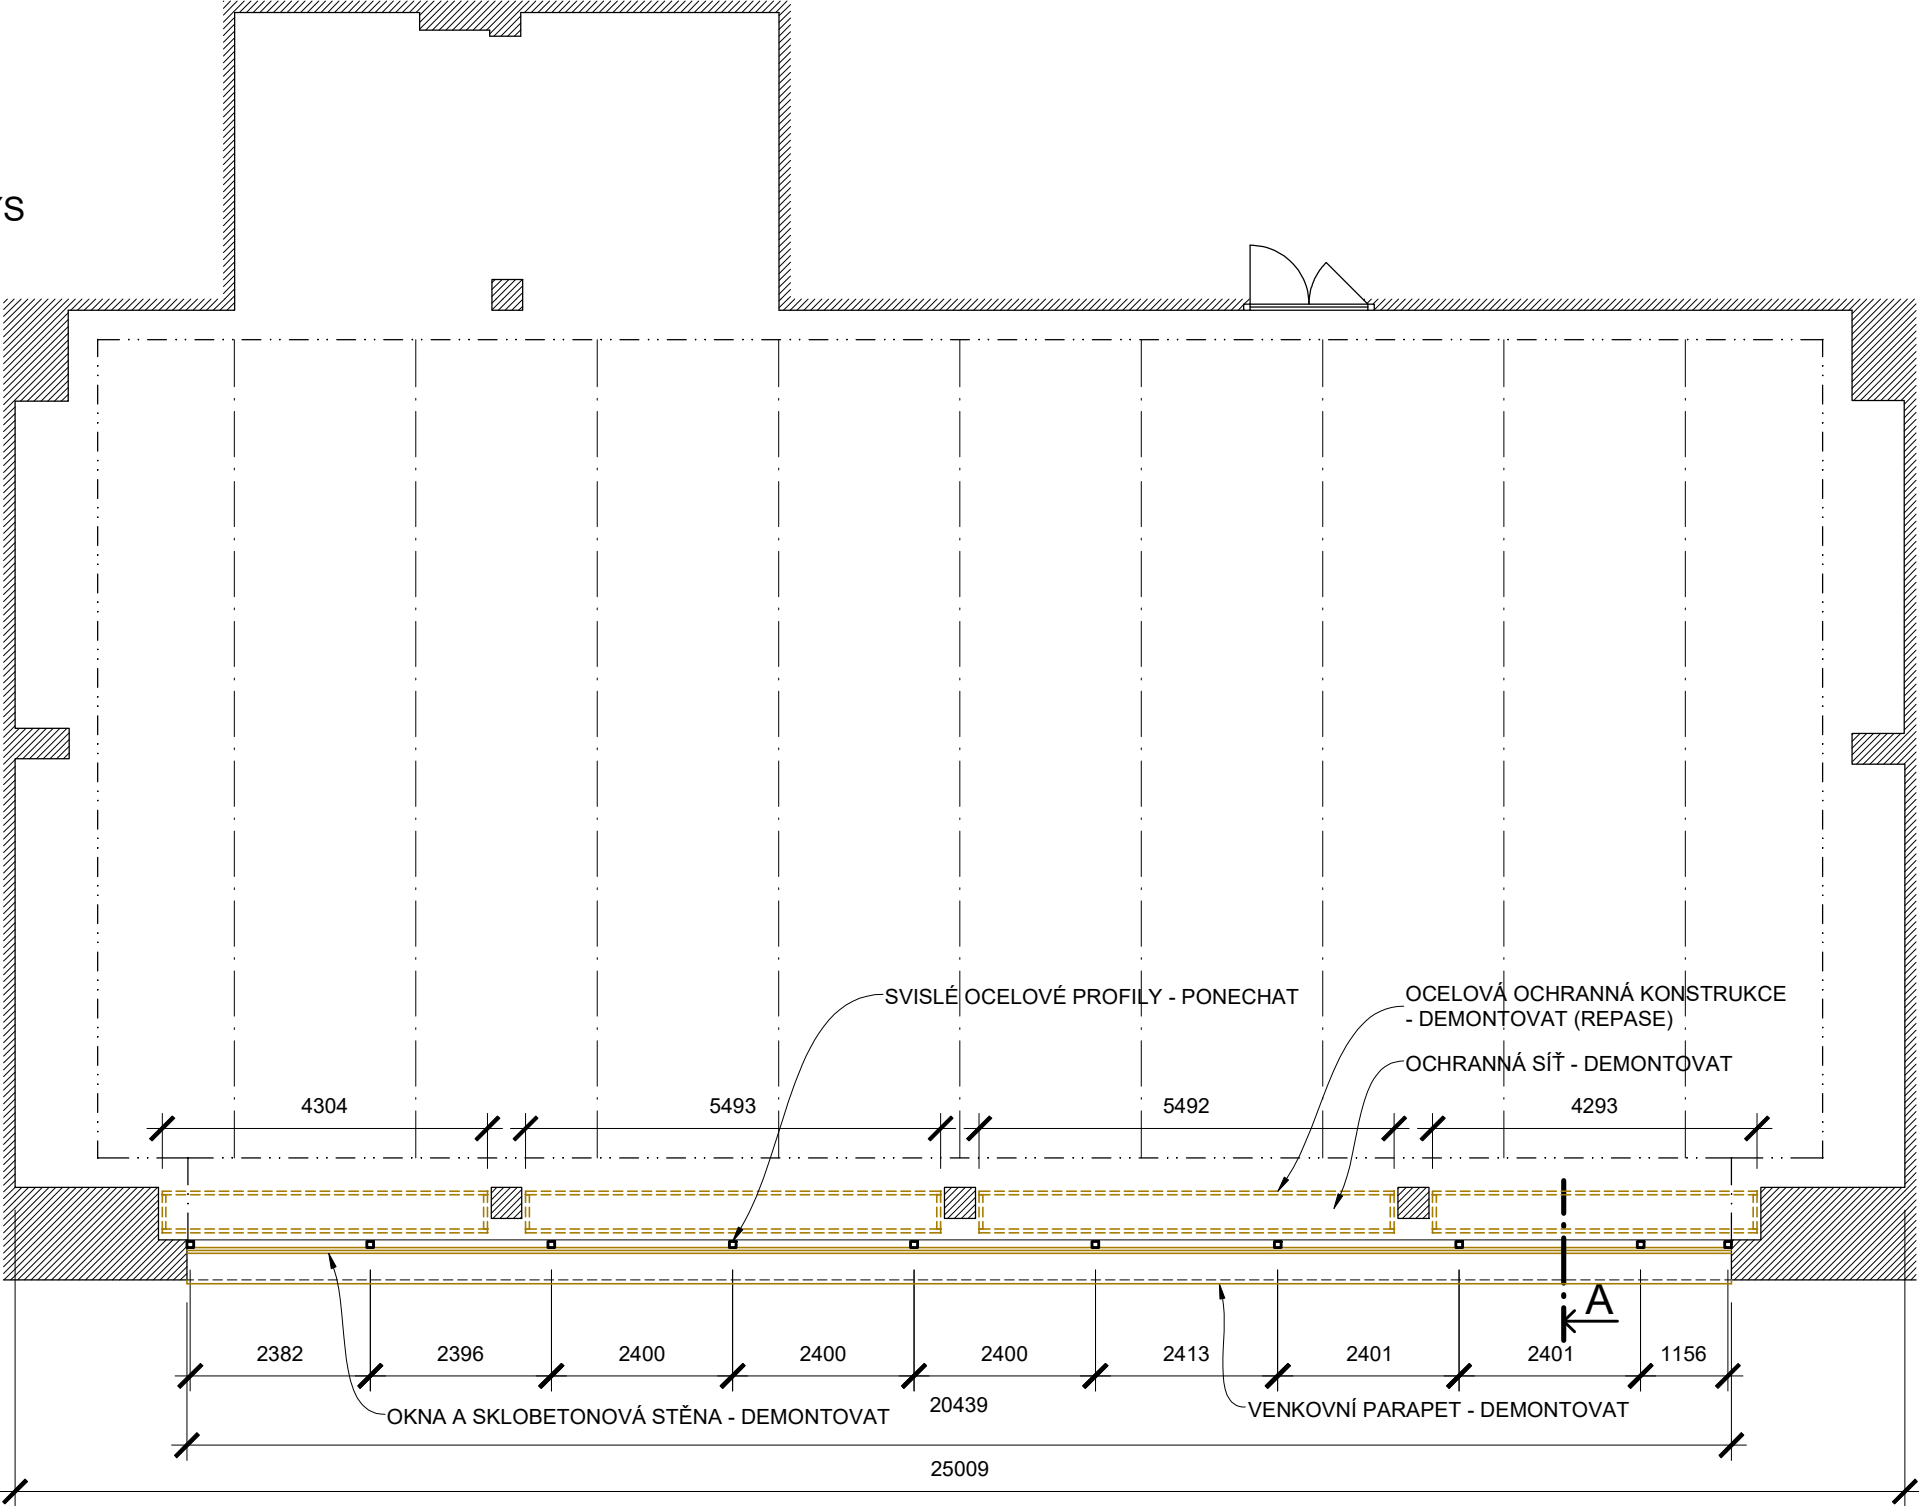 SVISLÉ OCELOVÉ PROFILY - PONECHAT
OCELOVÁ OCHRANNÁ KONSTRUKCE
- DEMONTOVAT (REPASE)
OCHRANNÁ SÍŤ - DEMONTOVAT
4304
5493
5492
4293
A
2382
2396
2400
2400
2400
2413
2401
2401
1156
20439
OKNA A SKLOBETONOVÁ STĚNA - DEMONTOVAT
VENKOVNÍ PARAPET - DEMONTOVAT
25009